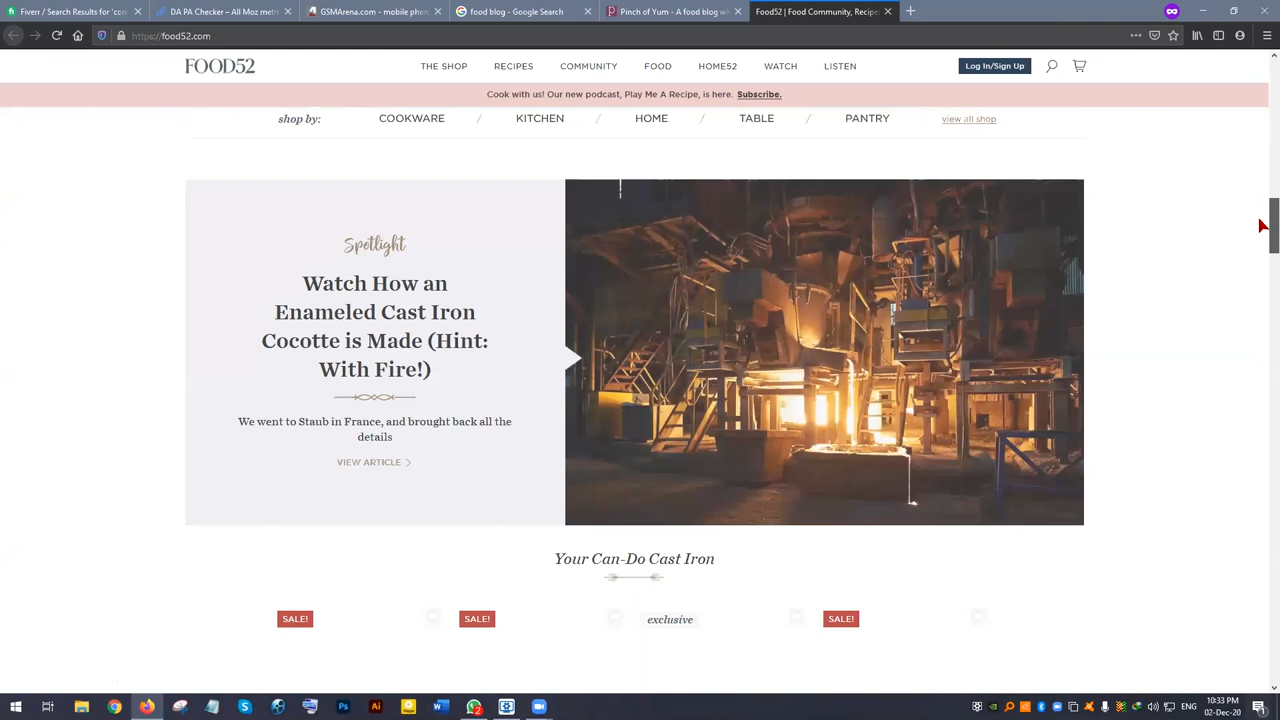 Fiverr / Search Results for 'con
DA PA Checker - All Moz metr
GSMArena.com - mobile phon
food blog - Google Search
Pinch of Yum - A food blog wi
Food52 | Food Community, Recipe
https://food52.com
FOOD52
THE SHOP RECIPES COMMUNITY FOOD HOME52 WATCH LISTEN
Log In/Sign Up
Cook with us! Our new podcast, Play Me A Recipe, is here. Subscribe.
shop by: COOKWARE / KITCHEN / HOME / TABLE / PANTRY view all shop
Spotlight
Watch How an
Enameled Cast Iron
Cocotte is Made (Hint:
With Fire!)
We went to Staub in France, and brought back all the
details
VIEW ARTICLE
Your Can-Do Cast Iron
SALE! SALE! exclusive SALE!
2
ENG
10:33 PM
02-Dec-20